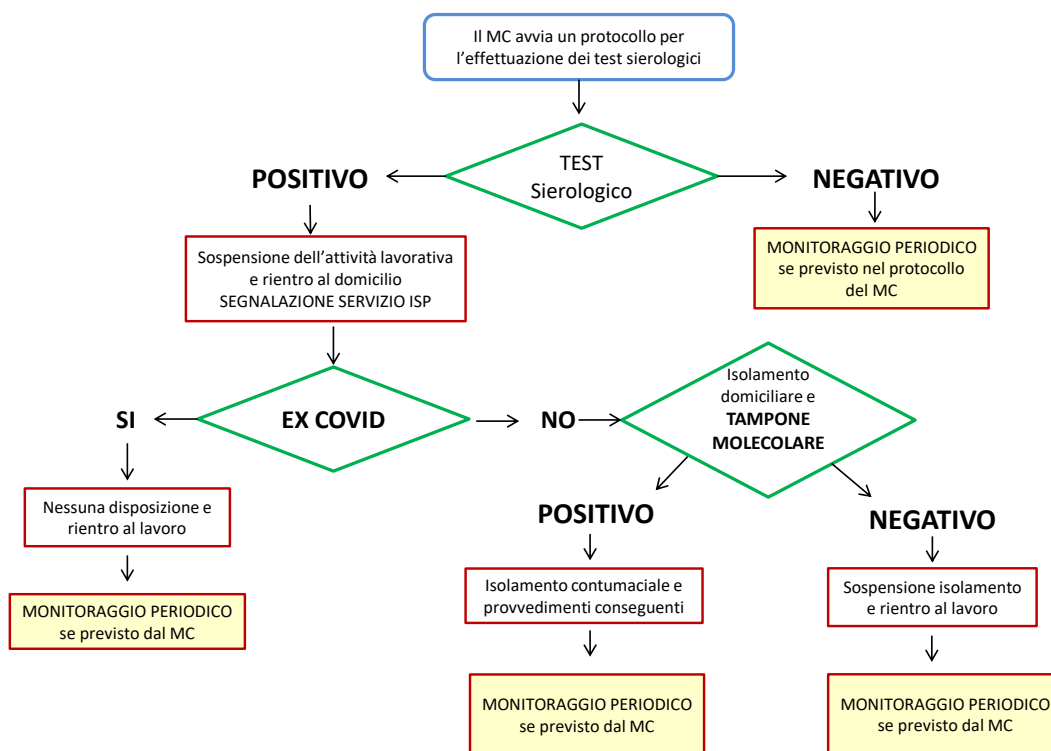 Il MC avvia un protocollo per
l'effettuazione dei test sierologici
TEST
Sierologico
POSITIVO
NEGATIVO
Sospensione dell'attività lavorativa
e rientro al domicilio
SEGNALAZIONE SERVIZIO ISP
MONITORAGGIO PERIODICO
se previsto nel protocollo
del MC
EX COVID
SI
NO
Isolamento
domiciliare e
TAMPONE
MOLECOLARE
Nessuna disposizione e
rientro al lavoro
POSITIVO
NEGATIVO
MONITORAGGIO PERIODICO
se previsto dal MC
Isolamento contumaciale e
provvedimenti conseguenti
Sospensione isolamento
e rientro al lavoro
MONITORAGGIO PERIODICO
se previsto dal MC
MONITORAGGIO PERIODICO
se previsto dal MC